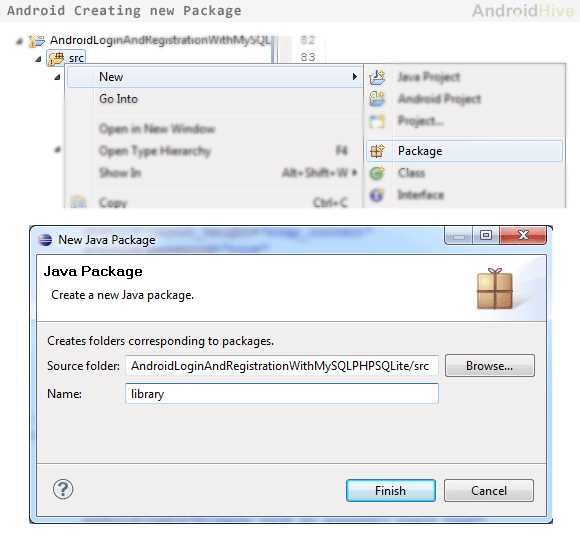 Android Creating new Package
AndroidHive
AndroidLoginAndRegistrationWithMySQL
82
src
83
New
Java Project
Go Into
Android Project
Open in New Window
Project...
Open Type Hierarchy F4
Package
Show In Alt+Shift+W
Class
Copy Ctrl+C
Interface
New Java Package
Java Package
Create a new Java package.
Creates folders corresponding to packages.
Source folder: AndroidLoginAndRegistrationWithMySQLPHPSQLite/src Browse...
Name: library
? Finish Cancel